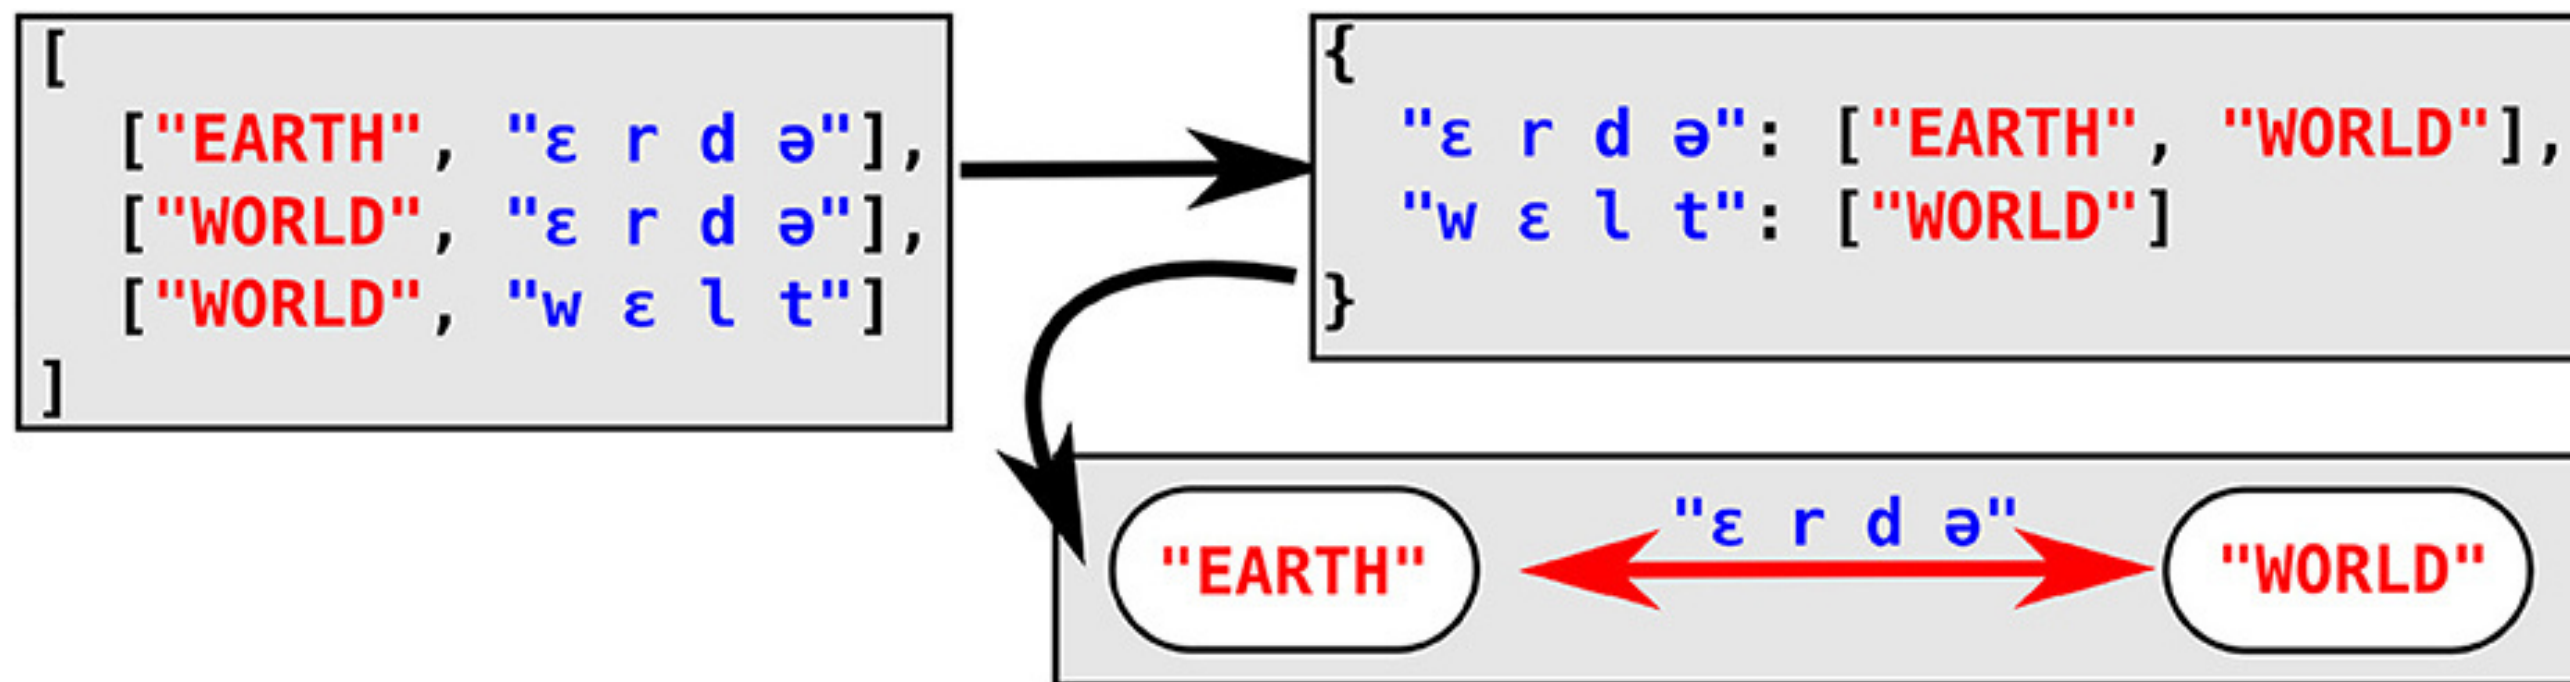 [
["EARTH", "ɛ r d ə"],
["WORLD", "ɛ r d ə"],
["WORLD", "w ɛ l t"]
]
{
"ɛ r d ə": ["EARTH", "WORLD"],
"w ɛ l t": ["WORLD"]
}
"ɛ r d ə"
"EARTH" "WORLD"